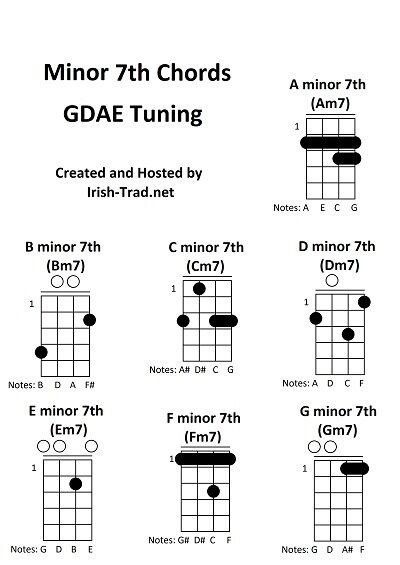 Minor 7th Chords
GDAE Tuning
Created and Hosted by
Irish-Trad.net
A minor 7th
(Am7)
1
Notes: A E C G
B minor 7th
(Bm7)
1
Notes: B D A F#
C minor 7th
(Cm7)
1
Notes: A# D# C G
D minor 7th
(Dm7)
1
Notes: A D C F
E minor 7th
(Em7)
1
Notes: G D B E
F minor 7th
(Fm7)
1
Notes: G# D# C F
G minor 7th
(Gm7)
1
Notes: G D A# F